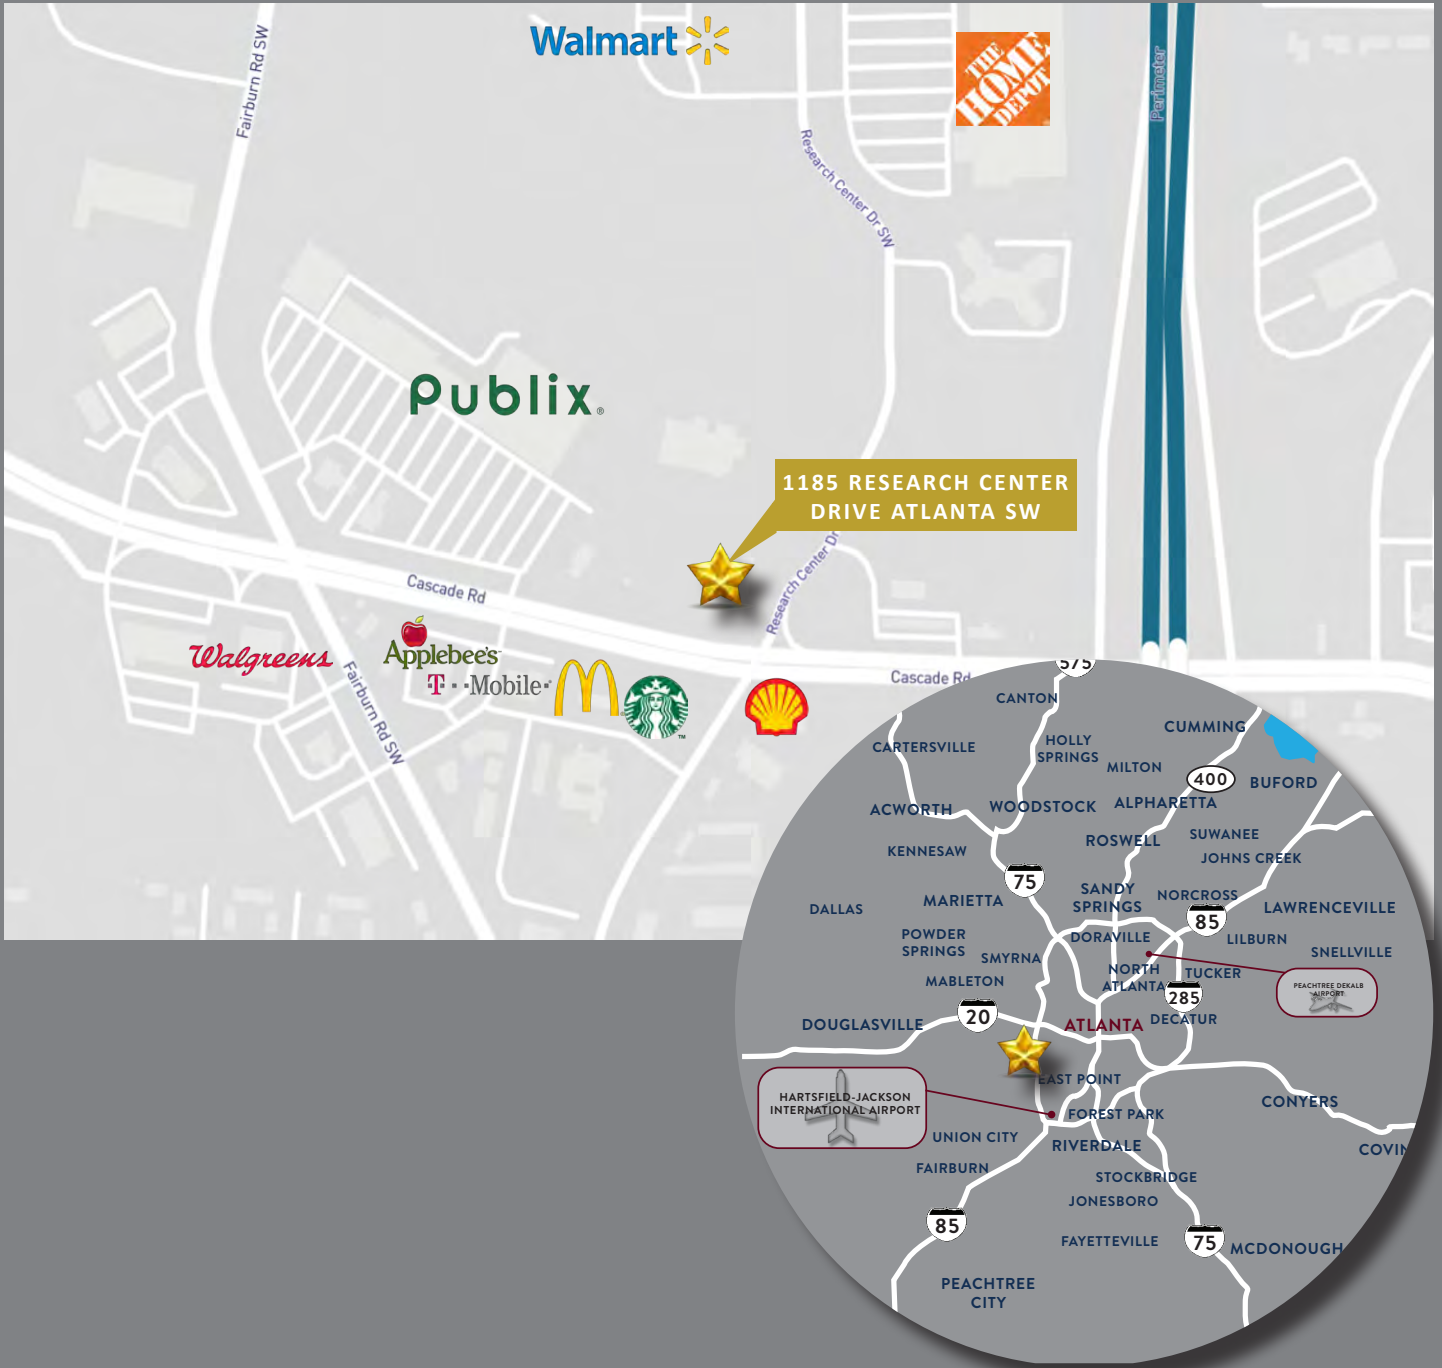 Walmart
THE
HOME
DEPOT
Fairburn Rd SW
Perimeter
Research Center Dr SW
Publix®
1185 RESEARCH CENTER
DRIVE ATLANTA SW
Research Center Dr
Cascade Rd
Walgreens
Applebee's
T··Mobile·
Fairburn Rd SW
Cascade Rd
TM
575
CANTON
CUMMING
CARTERSVILLE
HOLLY
SPRINGS
MILTON
400
BUFORD
ACWORTH
WOODSTOCK
ALPHARETTA
ROSWELL
SUWANEE
KENNESAW
JOHNS CREEK
75
MARIETTA
SANDY
SPRINGS
NORCROSS
DALLAS
85
LAWRENCEVILLE
POWDER
SPRINGS
DORAVILLE
LILBURN
SMYRNA
SNELLVILLE
MABLETON
NORTH
ATLANTA
TUCKER
PEACHTREE DEKALB
AIRPORT
285
20
DOUGLASVILLE
ATLANTA
DECATUR
EAST POINT
HARTSFIELD-JACKSON
INTERNATIONAL AIRPORT
CONYERS
FOREST PARK
UNION CITY
RIVERDALE
COVIN
FAIRBURN
STOCKBRIDGE
JONESBORO
85
FAYETTEVILLE
75
MCDONOUGH
PEACHTREE
CITY